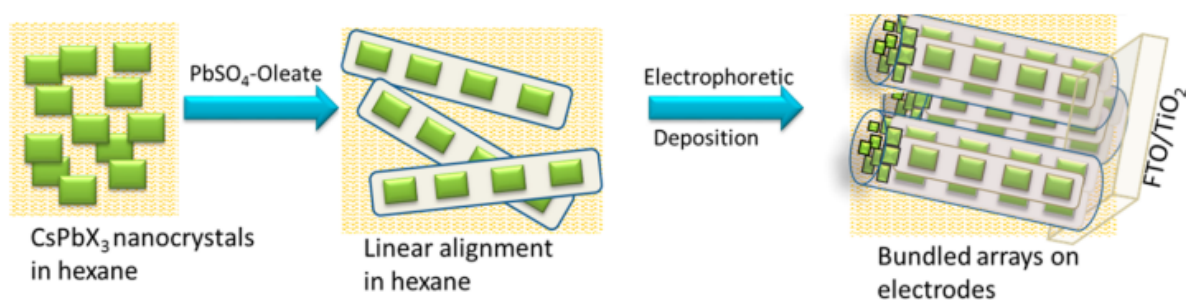 PbSO₄-Oleate
CsPbX₃ nanocrystals
in hexane
Linear alignment
in hexane
Electrophoretic
Deposition
Bundled arrays on
electrodes
FTO/TiO₂